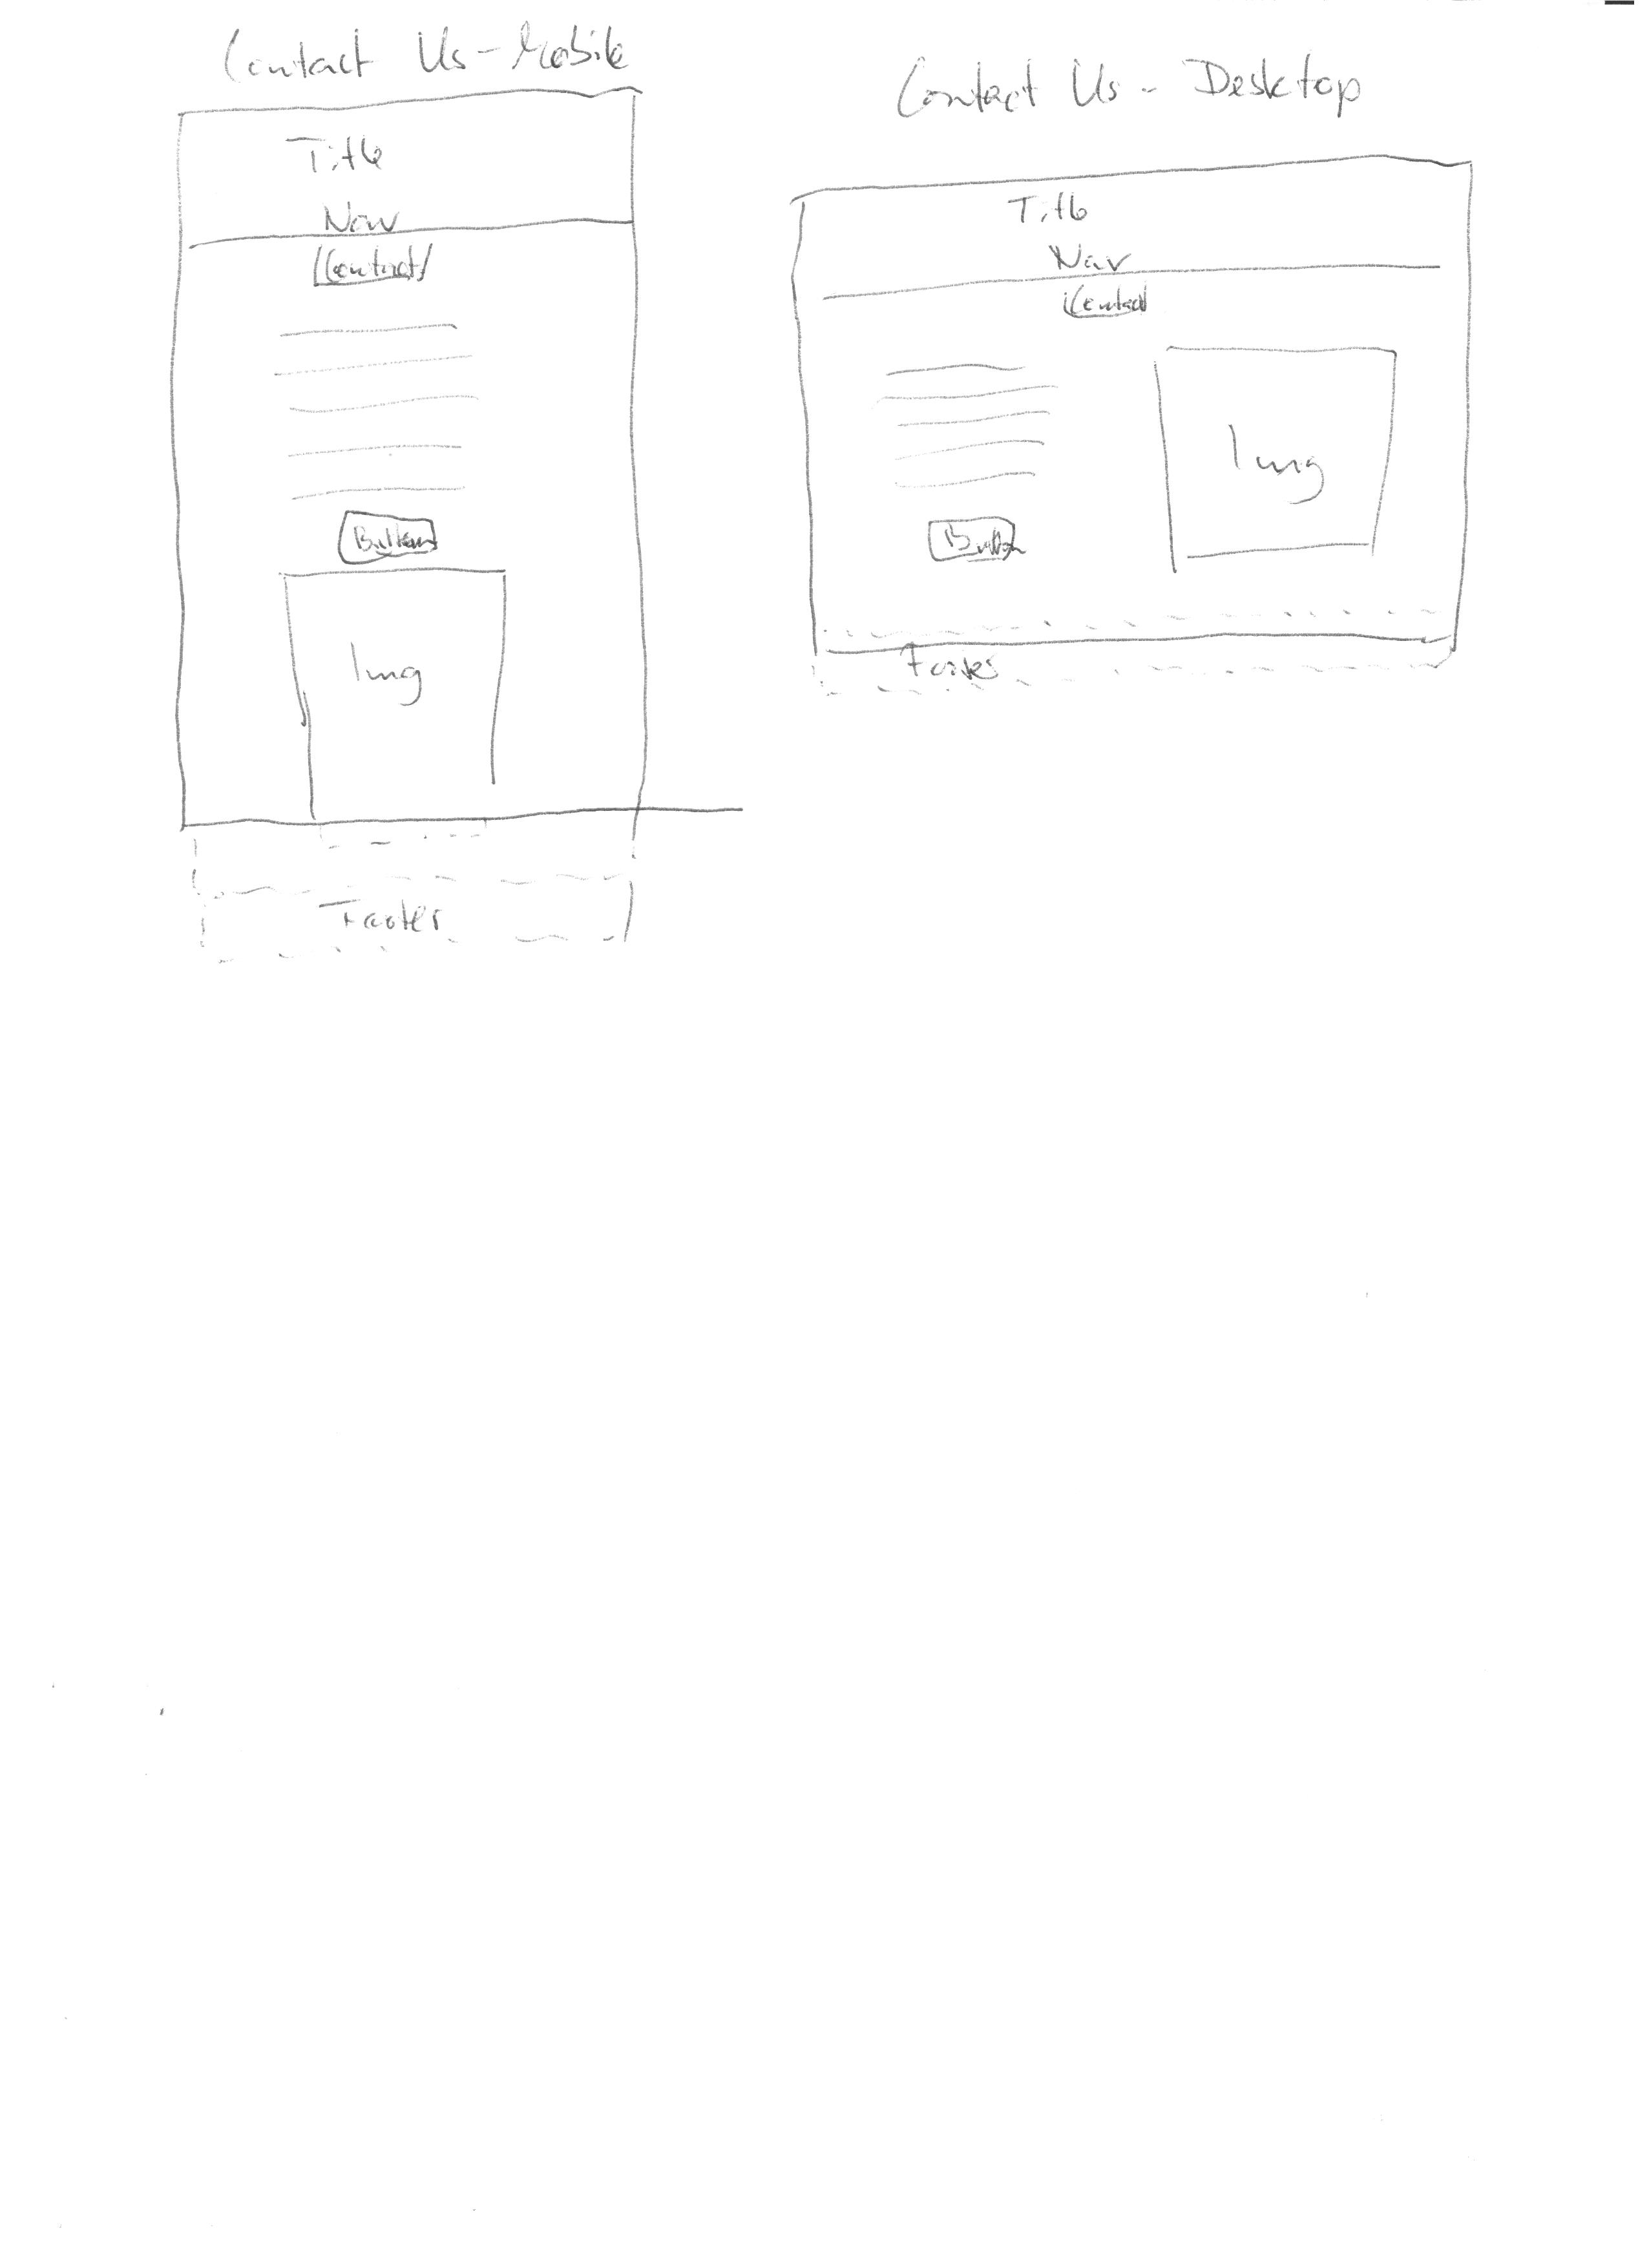 Contact Us - Mobile
Title
Nav
Contact
Button
Img
Footer
Contact Us - Desktop
Title
Nav
Contact
Img
Button
Footer